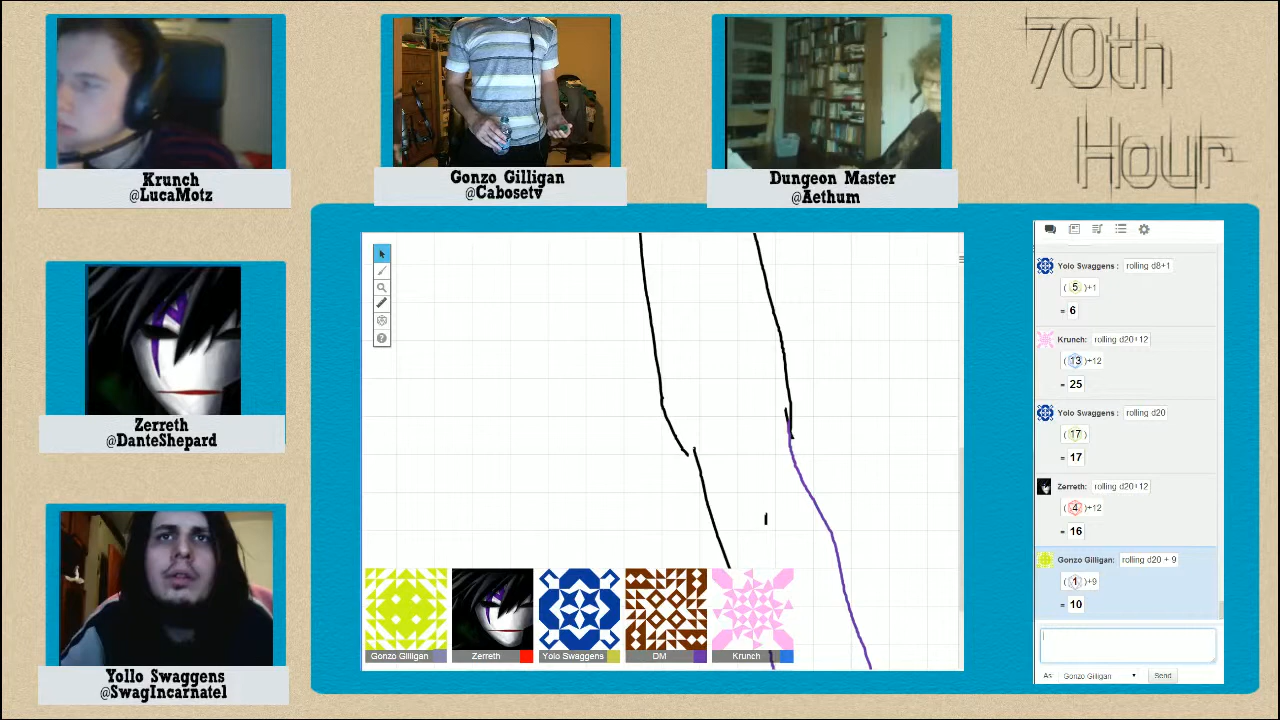 70th
Hour
Krunch
@LucaMotz
Gonzo Gilligan
@Cabosetv
Dungeon Master
@Aethum
Zerreth
@DanteShepard
Yollo Swaggens
@SwagIncarnate1
Gonzo Gilligan
Zerreth
Yolo Swaggens
DM
Krunch
Yolo Swaggens : rolling d8+1
( 5 )+1
= 6
Krunch: rolling d20+12
( 13 )+12
= 25
Yolo Swaggens : rolling d20
( 17 )
= 17
Zerreth: rolling d20+12
( 4 )+12
= 16
Gonzo Gilligan: rolling d20 + 9
( 1 )+9
= 10
As: Gonzo Gilligan Send